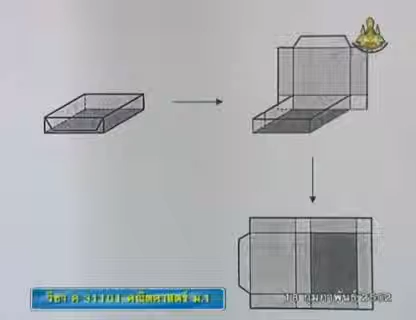 วิชา ค 31101 คณิตศาสตร์ ม.1
18 กุมภาพันธ์ 2552